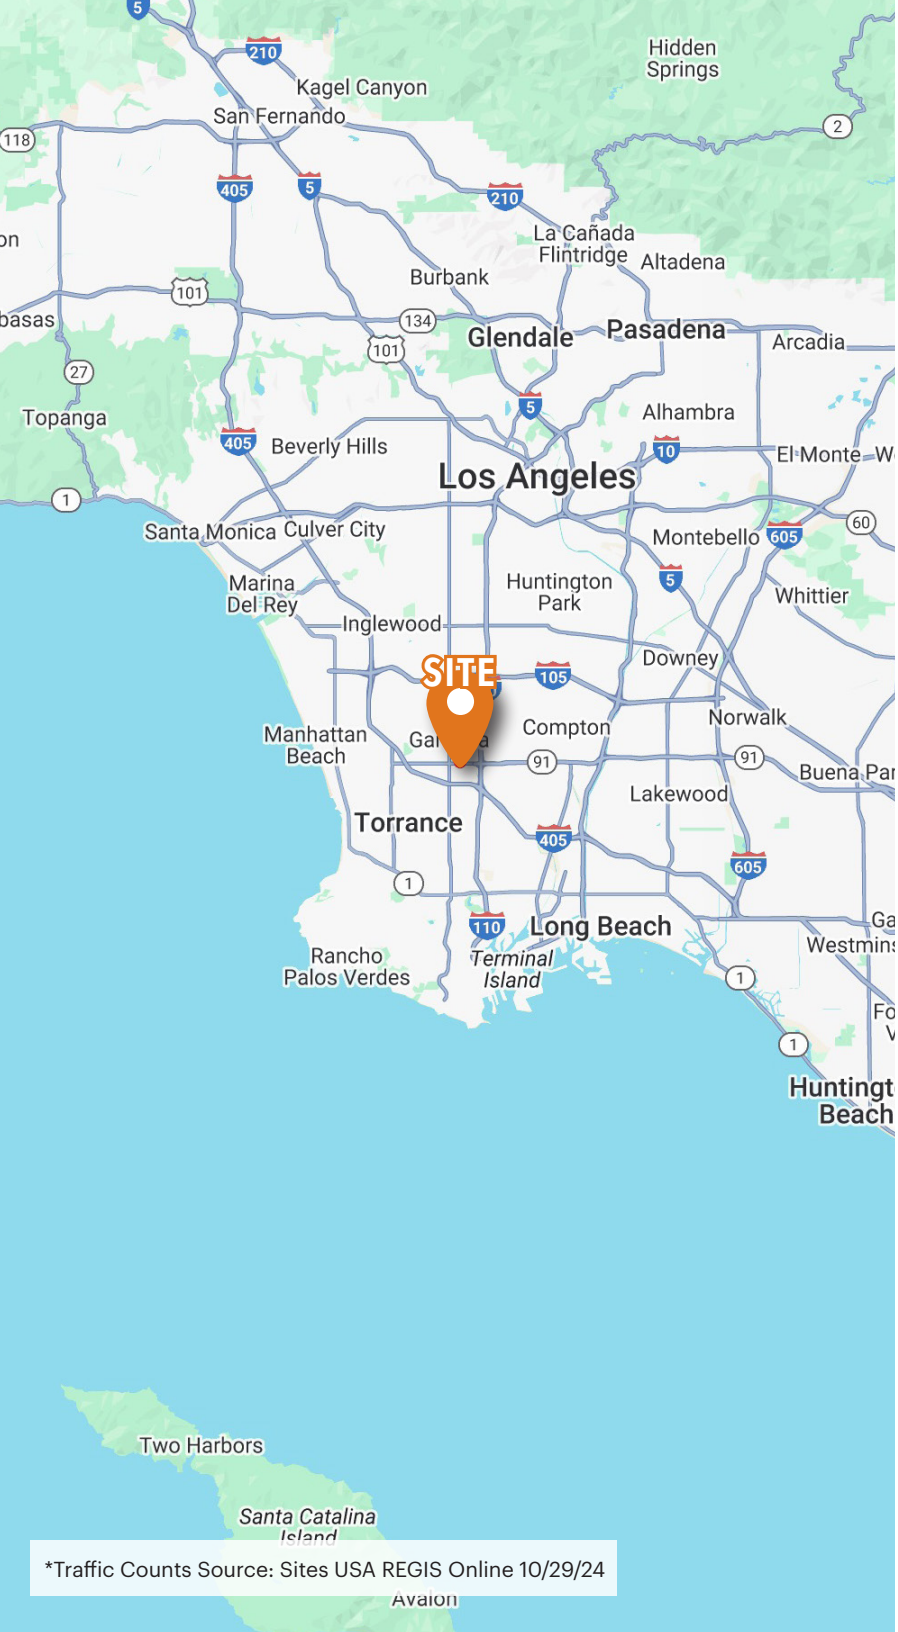 5
210
Hidden
Springs
Kagel Canyon
San Fernando
118
2
405
5
210
on
La Cañada
Flintridge
Altadena
Burbank
101
basas
134
Glendale
Pasadena
Arcadia
101
27
Topanga
5
Alhambra
405
Beverly Hills
10
El Monte
W
Los Angeles
1
Santa Monica
Culver City
Montebello
605
60
5
Marina
Del Rey
Huntington
Park
Whittier
Inglewood
Downey
SITE
105
Norwalk
Manhattan
Beach
Compton
91
91
Buena Par
Lakewood
Torrance
405
605
1
110
Long Beach
Ga
Westmins
Rancho
Palos Verdes
Terminal
Island
1
Fo
V
1
Huntingt
Beach
Two Harbors
Santa Catalina
Island
*Traffic Counts Source: Sites USA REGIS Online 10/29/24
Avalon